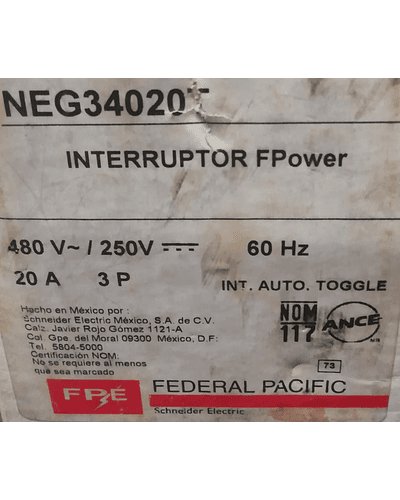 NEG34020T
INTERRUPTOR FPower
480 V~ / 250V ⎓ 60 Hz
20 A 3 P INT. AUTO. TOGGLE
Hecho en México por :
Schneider Electric México, S.A. de C.V.
Calz. Javier Rojo Gómez 1121-A
Col. Gpe. del Moral 09300 México, D.F:
Tel. 5804-5000
Certificación NOM.
No se requiere al menos
que sea marcado
NOM
117
ANCE
MR
73
FPE FEDERAL PACIFIC
Schneider Electric